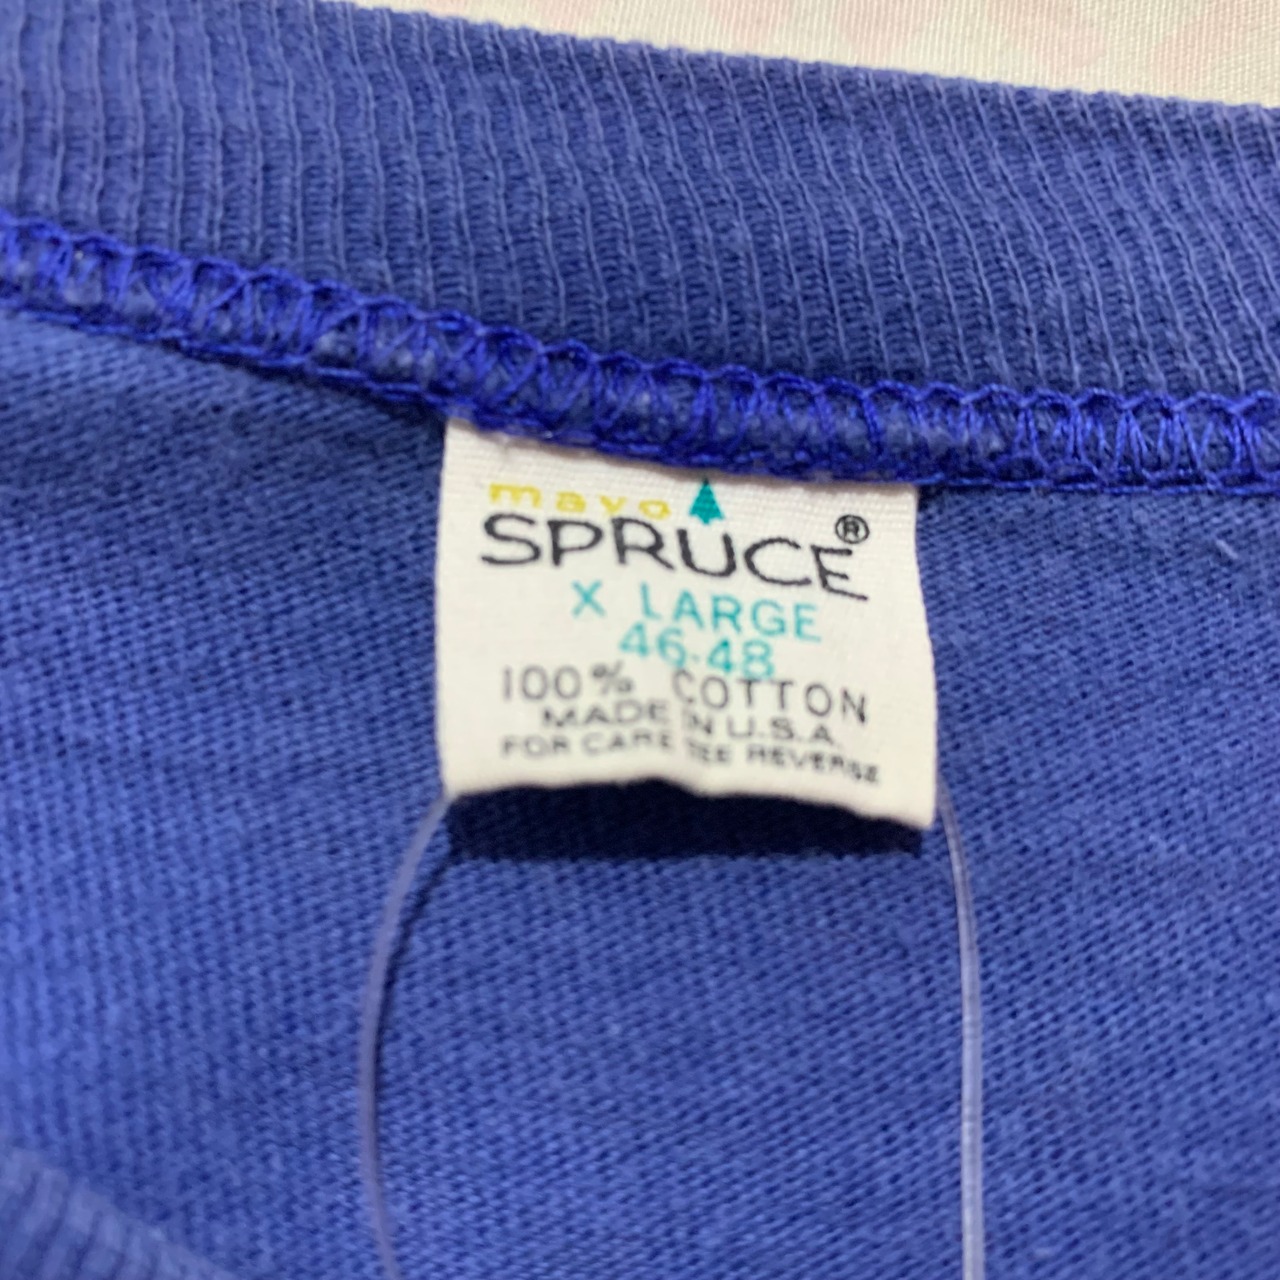 mayo
SPRUCE®
X LARGE
46-48
100% COTTON
MADE IN U.S.A.
FOR CARE SEE REVERSE